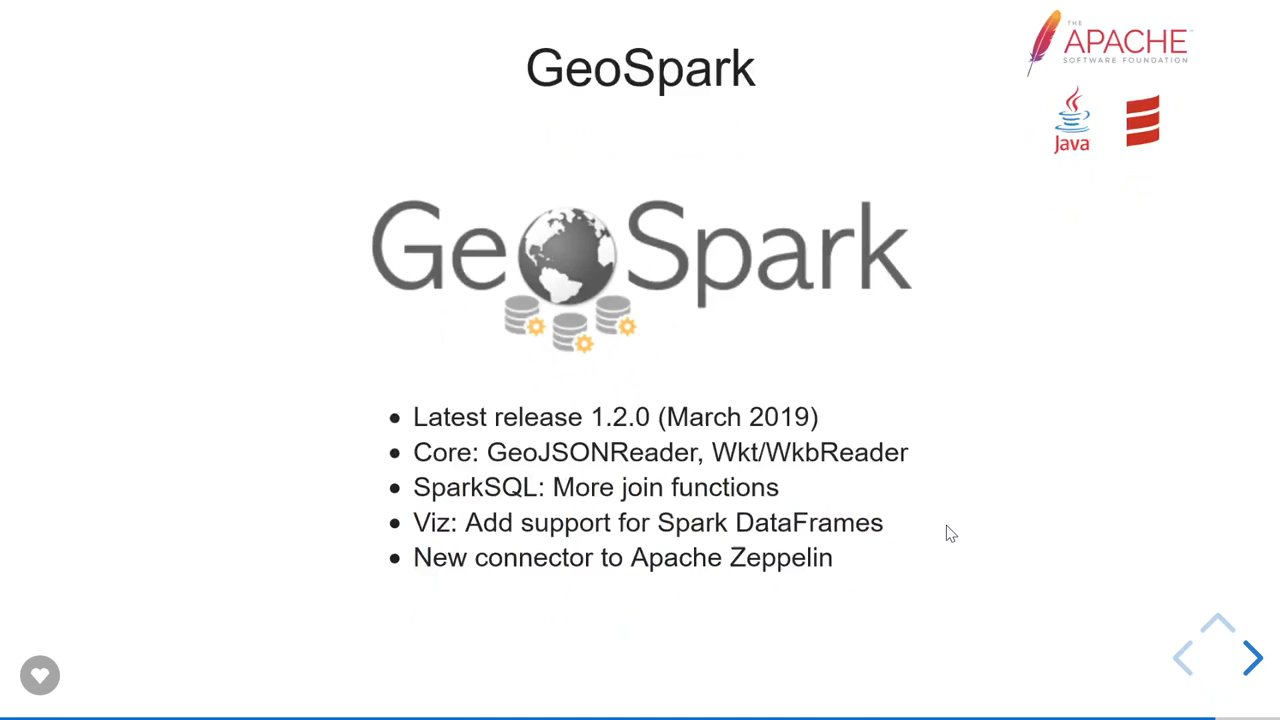 GeoSpark
THE
APACHE
SOFTWARE FOUNDATION
Java
GeoSpark
• Latest release 1.2.0 (March 2019)
• Core: GeoJSONReader, Wkt/WkbReader
• SparkSQL: More join functions
• Viz: Add support for Spark DataFrames
• New connector to Apache Zeppelin